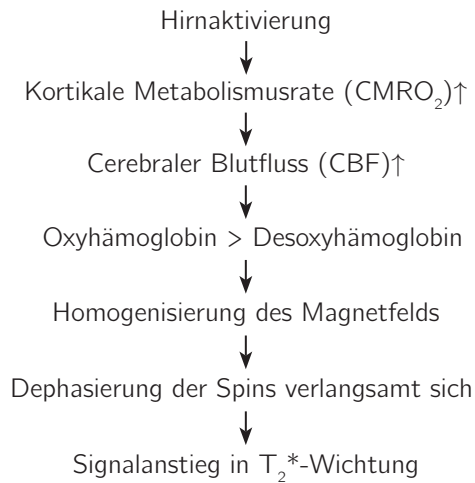 Hirnaktivierung
Kortikale Metabolismusrate (CMRO₂)↑
Cerebraler Blutfluss (CBF)↑
Oxyhämoglobin > Desoxyhämoglobin
Homogenisierung des Magnetfelds
Dephasierung der Spins verlangsamt sich
Signalanstieg in T₂*-Wichtung